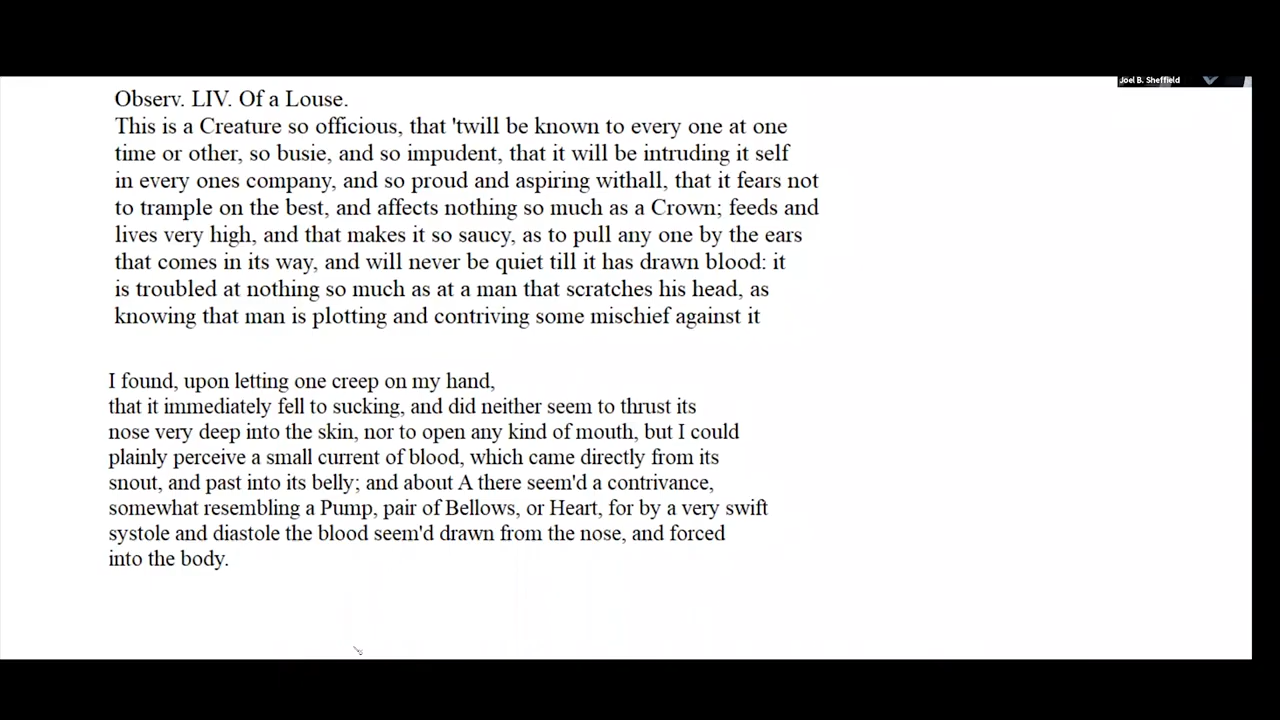 Joel B. Sheffield
Observ. LIV. Of a Louse.
This is a Creature so officious, that 'twill be known to every one at one
time or other, so busie, and so impudent, that it will be intruding it self
in every ones company, and so proud and aspiring withall, that it fears not
to trample on the best, and affects nothing so much as a Crown; feeds and
lives very high, and that makes it so saucy, as to pull any one by the ears
that comes in its way, and will never be quiet till it has drawn blood: it
is troubled at nothing so much as at a man that scratches his head, as
knowing that man is plotting and contriving some mischief against it
I found, upon letting one creep on my hand,
that it immediately fell to sucking, and did neither seem to thrust its
nose very deep into the skin, nor to open any kind of mouth, but I could
plainly perceive a small current of blood, which came directly from its
snout, and past into its belly; and about A there seem'd a contrivance,
somewhat resembling a Pump, pair of Bellows, or Heart, for by a very swift
systole and diastole the blood seem'd drawn from the nose, and forced
into the body.